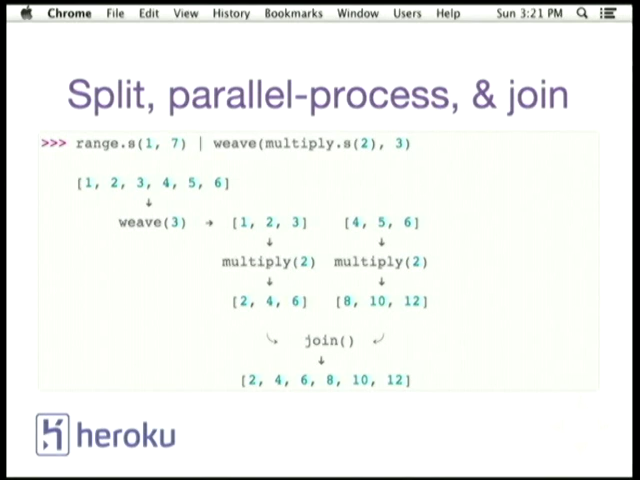 Chrome File Edit View History Bookmarks Window Users Help Sun 3:21 PM
Split, parallel-process, & join
>>> range.s(1, 7) | weave(multiply.s(2), 3)
[1, 2, 3, 4, 5, 6]
↓
weave(3) → [1, 2, 3] [4, 5, 6]
↓ ↓
multiply(2) multiply(2)
↓ ↓
[2, 4, 6] [8, 10, 12]
join()
↓
[2, 4, 6, 8, 10, 12]
heroku